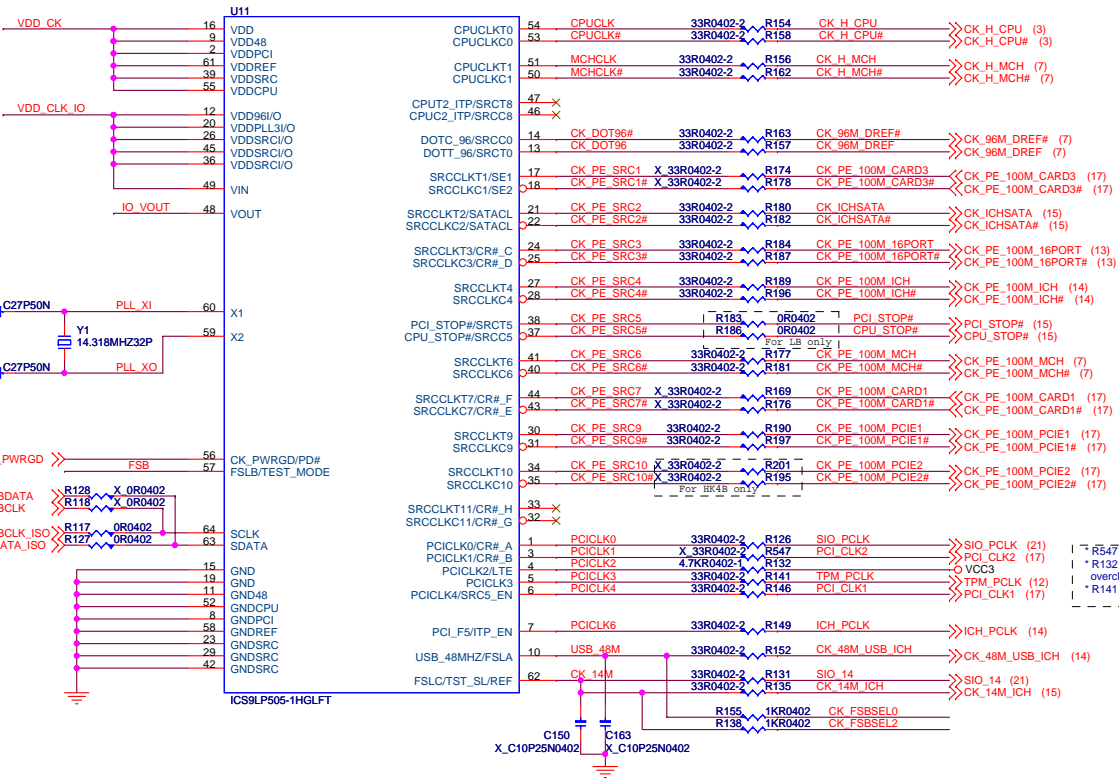 U11
VDD_CK 16 VDD CPUCLKT0 54 CPUCLK 33R0402-2 R154 CK_H_CPU CK_H_CPU (3)
9 VDD48 CPUCLKC0 53 CPUCLK# 33R0402-2 R158 CK_H_CPU# CK_H_CPU# (3)
2 VDDPCI
61 VDDREF CPUCLKT1 51 MCHCLK 33R0402-2 R156 CK_H_MCH CK_H_MCH (7)
39 VDDSRC CPUCLKC1 50 MCHCLK# 33R0402-2 R162 CK_H_MCH# CK_H_MCH# (7)
55 VDDCPU
CPUT2_ITP/SRCT8 47
VDD_CLK_IO 12 VDD96I/O CPUC2_ITP/SRCC8 46
20 VDDPLL3I/O
26 VDDSRCI/O DOTC_96/SRCC0 14 CK_DOT96# 33R0402-2 R163 CK_96M_DREF# CK_96M_DREF# (7)
45 VDDSRCI/O DOTT_96/SRCT0 13 CK_DOT96 33R0402-2 R157 CK_96M_DREF CK_96M_DREF (7)
36 VDDSRCI/O
SRCCLKT1/SE1 17 CK_PE_SRC1 X_33R0402-2 R174 CK_PE_100M_CARD3 CK_PE_100M_CARD3 (17)
49 VIN SRCCLKC1/SE2 18 CK_PE_SRC1# X_33R0402-2 R178 CK_PE_100M_CARD3# CK_PE_100M_CARD3# (17)
IO_VOUT 48 VOUT SRCCLKT2/SATACL 21 CK_PE_SRC2 33R0402-2 R180 CK_ICHSATA CK_ICHSATA (15)
SRCCLKC2/SATACL 22 CK_PE_SRC2# 33R0402-2 R182 CK_ICHSATA# CK_ICHSATA# (15)
SRCCLKT3/CR#_C 24 CK_PE_SRC3 33R0402-2 R184 CK_PE_100M_16PORT CK_PE_100M_16PORT (13)
SRCCLKC3/CR#_D 25 CK_PE_SRC3# 33R0402-2 R187 CK_PE_100M_16PORT# CK_PE_100M_16PORT# (13)
SRCCLKT4 27 CK_PE_SRC4 33R0402-2 R189 CK_PE_100M_ICH CK_PE_100M_ICH (14)
SRCCLKC4 28 CK_PE_SRC4# 33R0402-2 R196 CK_PE_100M_ICH# CK_PE_100M_ICH# (14)
C27P50N PLL_XI 60 X1
PCI_STOP#/SRCT5 38 CK_PE_SRC5 R183 0R0402 PCI_STOP# PCI_STOP# (15)
Y1 59 X2 CPU_STOP#/SRCC5 37 CK_PE_SRC5# R186 0R0402 CPU_STOP# CPU_STOP# (15)
14.318MHZ32P For LB only
SRCCLKT6 41 CK_PE_SRC6 33R0402-2 R177 CK_PE_100M_MCH CK_PE_100M_MCH (7)
C27P50N PLL_XO SRCCLKC6 40 CK_PE_SRC6# 33R0402-2 R181 CK_PE_100M_MCH# CK_PE_100M_MCH# (7)
SRCCLKT7/CR#_F 44 CK_PE_SRC7 X_33R0402-2 R169 CK_PE_100M_CARD1 CK_PE_100M_CARD1 (17)
SRCCLKC7/CR#_E 43 CK_PE_SRC7# X_33R0402-2 R176 CK_PE_100M_CARD1# CK_PE_100M_CARD1# (17)
SRCCLKT9 30 CK_PE_SRC9 33R0402-2 R190 CK_PE_100M_PCIE1 CK_PE_100M_PCIE1 (17)
SRCCLKC9 31 CK_PE_SRC9# 33R0402-2 R197 CK_PE_100M_PCIE1# CK_PE_100M_PCIE1# (17)
_PWRGD 56 CK_PWRGD/PD#
FSB 57 FSLB/TEST_MODE SRCCLKT10 34 CK_PE_SRC10 X_33R0402-2 R201 CK_PE_100M_PCIE2 CK_PE_100M_PCIE2 (17)
SRCCLKC10 35 CK_PE_SRC10# X_33R0402-2 R195 CK_PE_100M_PCIE2# CK_PE_100M_PCIE2# (17)
For HK4B only
BDATA R128 X_0R0402
BCLK R118 X_0R0402 SRCCLKT11/CR#_H 33
SRCCLKC11/CR#_G 32
BCLK_ISO R117 0R0402 64 SCLK
ATA_ISO R127 0R0402 63 SDATA PCICLK0/CR#_A 1 PCICLK0 33R0402-2 R126 SIO_PCLK SIO_PCLK (21)
PCICLK1/CR#_B 3 PCICLK1 X_33R0402-2 R547 PCI_CLK2 PCI_CLK2 (17) * R547
15 GND PCICLK2/LTE 4 PCICLK2 4.7KR0402-1 R132 VCC3 * R132
19 GND PCICLK3 5 PCICLK3 33R0402-2 R141 TPM_PCLK TPM_PCLK (12) overcl
11 GND48 PCICLK4/SRC5_EN 6 PCICLK4 33R0402-2 R146 PCI_CLK1 PCI_CLK1 (17) * R141
52 GNDCPU
8 GNDPCI
58 GNDREF PCI_F5/ITP_EN 7 PCICLK6 33R0402-2 R149 ICH_PCLK ICH_PCLK (14)
23 GNDSRC
29 GNDSRC USB_48MHZ/FSLA 10 USB_48M 33R0402-2 R152 CK_48M_USB_ICH CK_48M_USB_ICH (14)
42 GNDSRC
FSLC/TST_SL/REF 62 CK_14M 33R0402-2 R131 SIO_14 SIO_14 (21)
33R0402-2 R135 CK_14M_ICH CK_14M_ICH (15)
ICS9LP505-1HGLFT
R155 1KR0402 CK_FSBSEL0
R138 1KR0402 CK_FSBSEL2
C150 C163
X_C10P25N0402 X_C10P25N0402